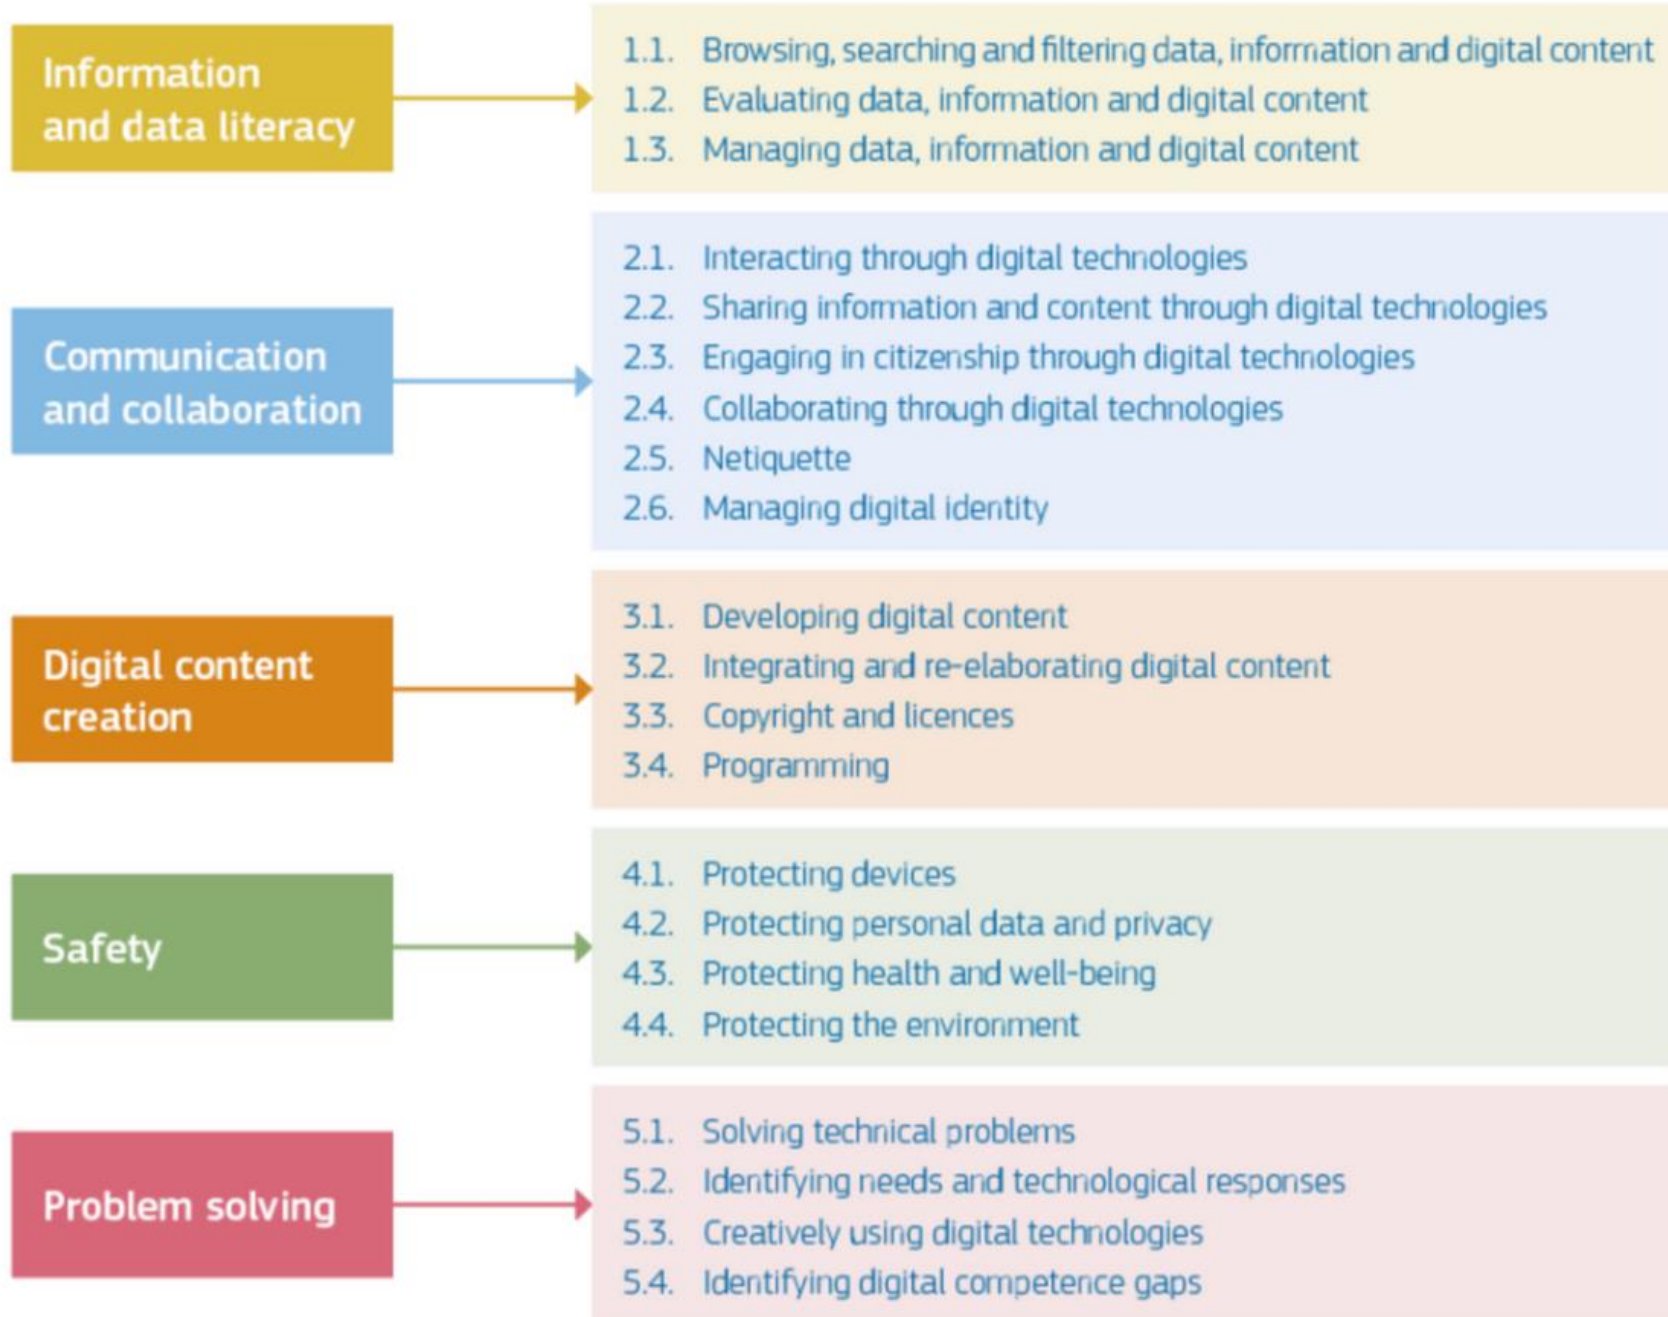 Information
and data literacy
1.1. Browsing, searching and filtering data, information and digital content
1.2. Evaluating data, information and digital content
1.3. Managing data, information and digital content
Communication
and collaboration
2.1. Interacting through digital technologies
2.2. Sharing information and content through digital technologies
2.3. Engaging in citizenship through digital technologies
2.4. Collaborating through digital technologies
2.5. Netiquette
2.6. Managing digital identity
Digital content
creation
3.1. Developing digital content
3.2. Integrating and re-elaborating digital content
3.3. Copyright and licences
3.4. Programming
Safety
4.1. Protecting devices
4.2. Protecting personal data and privacy
4.3. Protecting health and well-being
4.4. Protecting the environment
Problem solving
5.1. Solving technical problems
5.2. Identifying needs and technological responses
5.3. Creatively using digital technologies
5.4. Identifying digital competence gaps